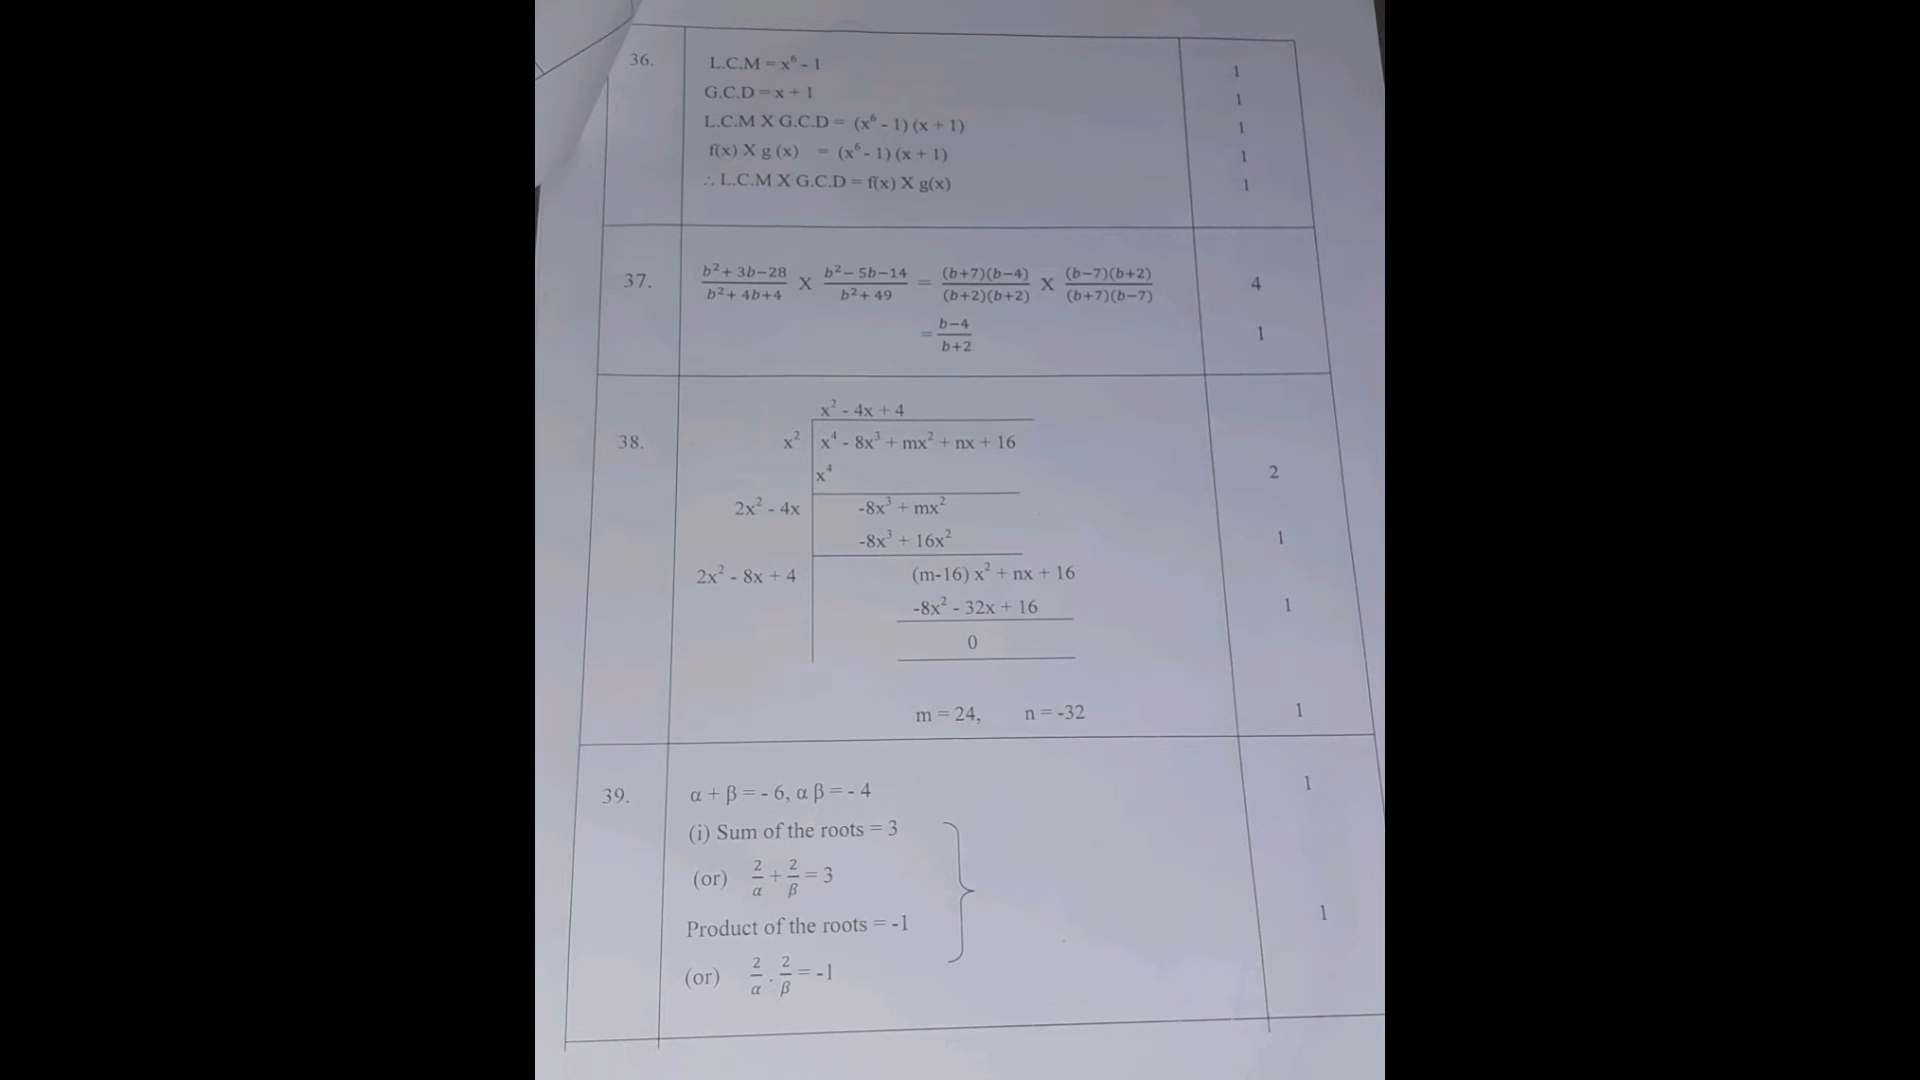 36.
L.C.M = x⁶ - 1
1
G.C.D = x + 1
1
L.C.M X G.C.D = (x⁶ - 1) (x + 1)
1
f(x) X g (x) = (x⁶ - 1) (x + 1)
1
∴ L.C.M X G.C.D = f(x) X g(x)
1
37.
(b² + 3b−28)/(b² + 4b+4) X (b² − 5b−14)/(b² + 49) = (b+7)(b−4)/(b+2)(b+2) X (b−7)(b+2)/(b+7)(b−7)
4
= (b−4)/(b+2)
1
38.
x² - 4x + 4
x² | x⁴ - 8x³ + mx² + nx + 16
x⁴
2
2x² - 4x | -8x³ + mx²
-8x³ + 16x²
1
2x² - 8x + 4 | (m-16) x² + nx + 16
-8x² - 32x + 16
1
0
m = 24, n = -32
1
39.
α + β = - 6, α β = - 4
1
(i) Sum of the roots = 3
(or) 2/α + 2/β = 3
1
Product of the roots = -1
(or) 2/α . 2/β = -1